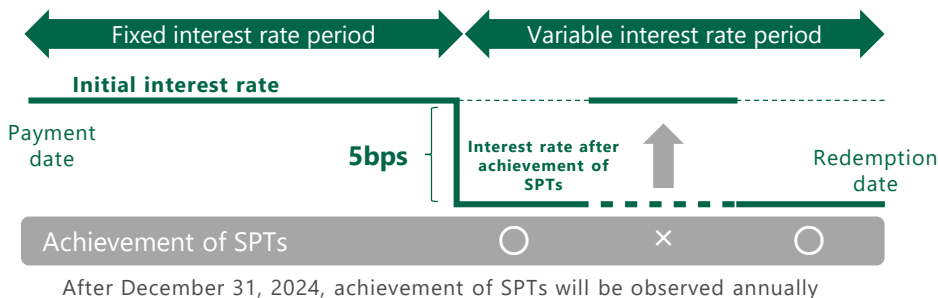 Fixed interest rate period
Variable interest rate period
Initial interest rate
Payment
date
5bps
Interest rate after
achievement of
SPTs
Redemption
date
Achievement of SPTs ○ × ○
After December 31, 2024, achievement of SPTs will be observed annually